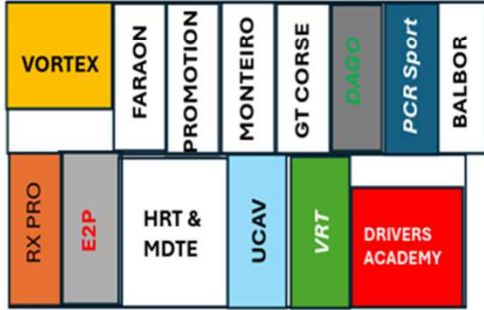 VORTEX
FARAON
PROMOTION
MONTEIRO
GT CORSE
DAGO
PCR Sport
BALBOR
RX PRO
E2P
HRT &
MDTE
UCAV
VRT
DRIVERS
ACADEMY